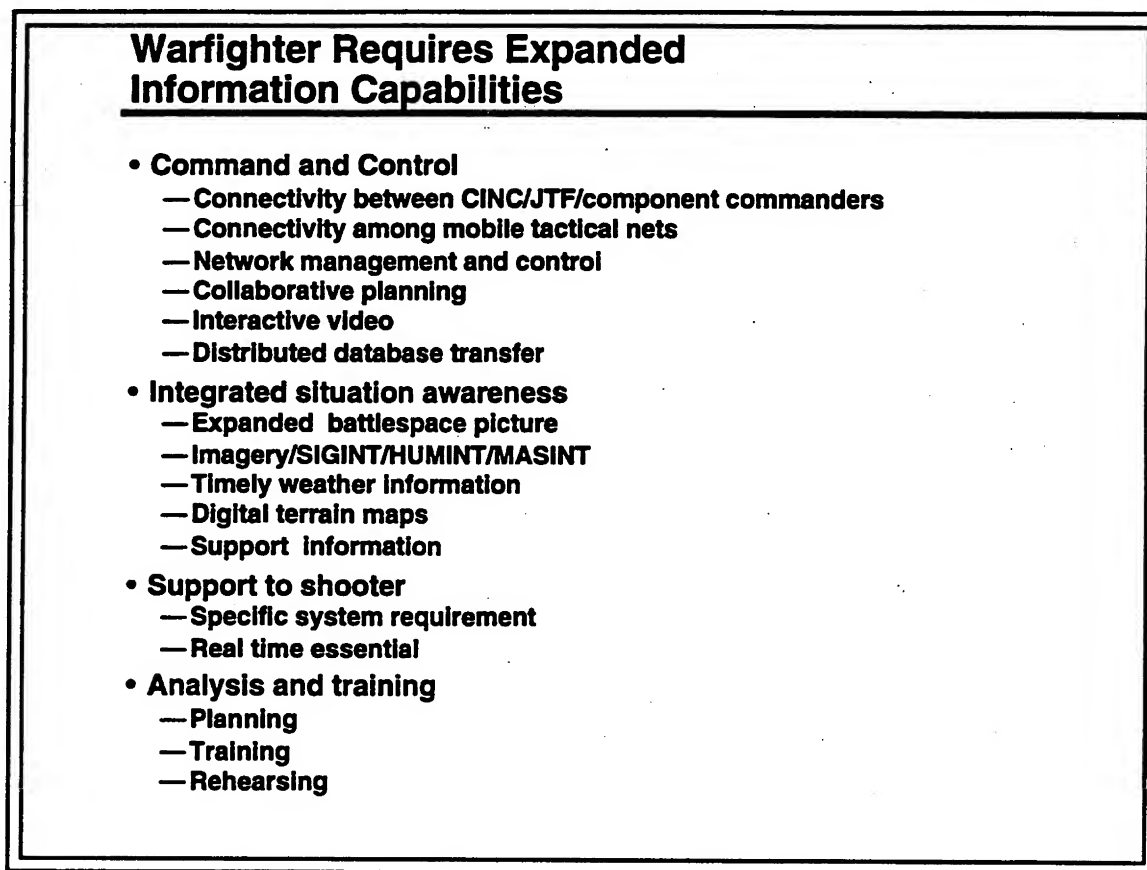 Warfighter Requires Expanded
Information Capabilities
• Command and Control
— Connectivity between CINC/JTF/component commanders
— Connectivity among mobile tactical nets
— Network management and control
— Collaborative planning
— Interactive video
— Distributed database transfer
• Integrated situation awareness
— Expanded battlespace picture
— Imagery/SIGINT/HUMINT/MASINT
— Timely weather information
— Digital terrain maps
— Support information
• Support to shooter
— Specific system requirement
— Real time essential
• Analysis and training
— Planning
— Training
— Rehearsing